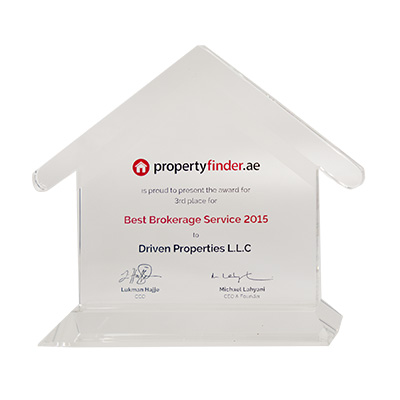 propertyfinder.ae
is proud to present the award for
3rd place for
Best Brokerage Service 2015
to
Driven Properties L.L.C
Lukman Hajje Michael Lahyani
CCO CEO & Founder